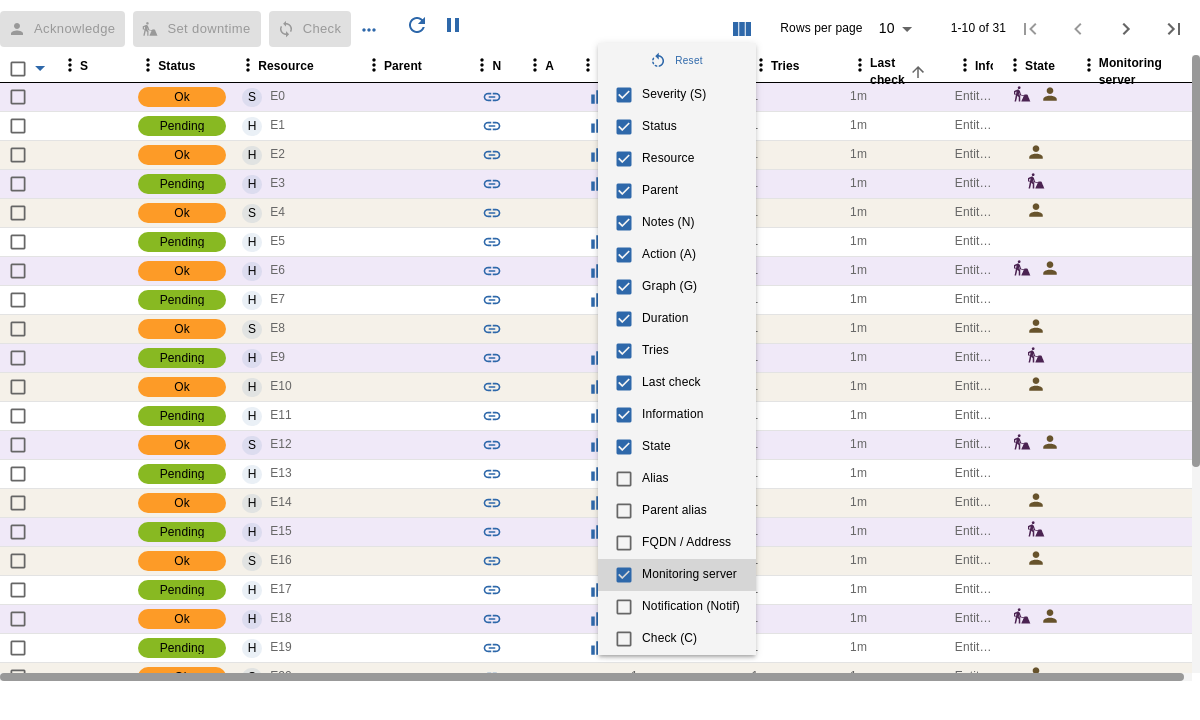 Acknowledge Set downtime Check Rows per page 10 1-10 of 31
S Status Resource Parent N A Tries Last check Info State Monitoring server
Reset
Severity (S)
Status
Resource
Parent
Notes (N)
Action (A)
Graph (G)
Duration
Tries
Last check
Information
State
Alias
Parent alias
FQDN / Address
Monitoring server
Notification (Notif)
Check (C)
Ok S E0 1m Entit…
Pending H E1 1m Entit…
Ok H E2 1m Entit…
Pending H E3 1m Entit…
Ok S E4 1m Entit…
Pending H E5 1m Entit…
Ok H E6 1m Entit…
Pending H E7 1m Entit…
Ok S E8 1m Entit…
Pending H E9 1m Entit…
Ok H E10 1m Entit…
Pending H E11 1m Entit…
Ok S E12 1m Entit…
Pending H E13 1m Entit…
Ok H E14 1m Entit…
Pending H E15 1m Entit…
Ok S E16 1m Entit…
Pending H E17 1m Entit…
Ok H E18 1m Entit…
Pending H E19 1m Entit…